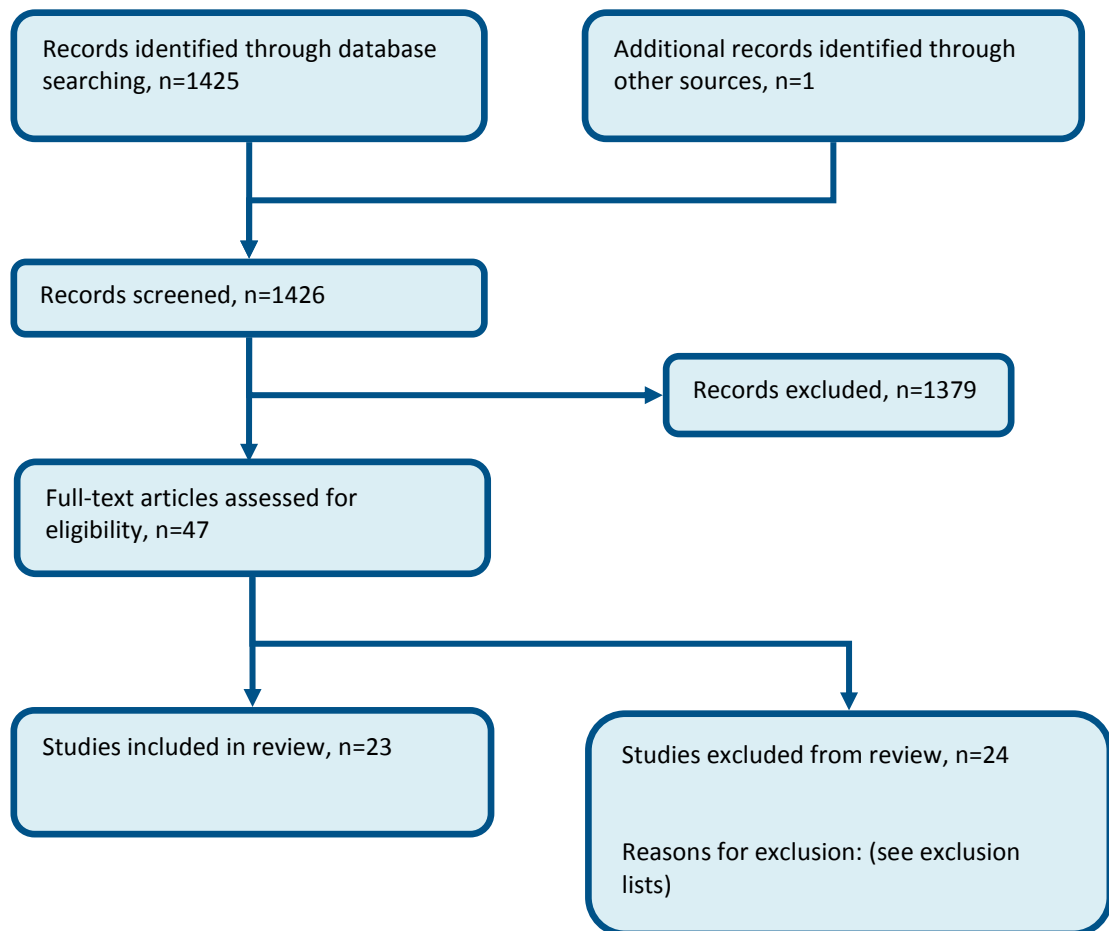 Records identified through database
searching, n=1425
Additional records identified through
other sources, n=1
Records screened, n=1426
Records excluded, n=1379
Full-text articles assessed for
eligibility, n=47
Studies included in review, n=23
Studies excluded from review, n=24
Reasons for exclusion: (see exclusion
lists)